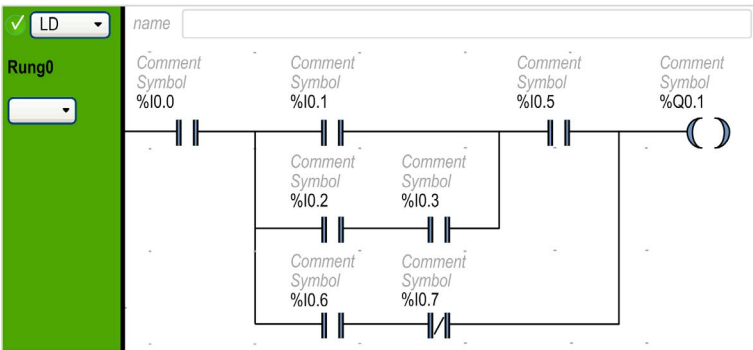 LD
name
Rung0
Comment Comment Comment Comment
Symbol Symbol Symbol Symbol
%I0.0 %I0.1 %I0.5 %Q0.1
Comment Comment
Symbol Symbol
%I0.2 %I0.3
Comment Comment
Symbol Symbol
%I0.6 %I0.7